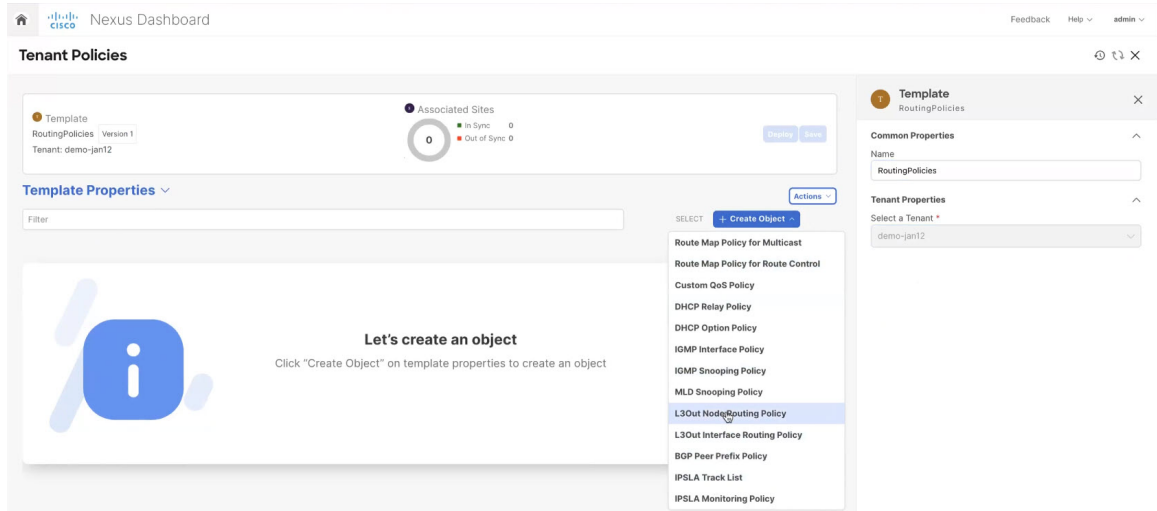 CISCO Nexus Dashboard
Feedback Help admin
Tenant Policies
Template
RoutingPolicies Version 1
Tenant: demo-jan12
Associated Sites
0
In Sync 0
Out of Sync 0
Deploy Save
Template Properties
Actions
Filter
SELECT + Create Object
Route Map Policy for Multicast
Route Map Policy for Route Control
Custom QoS Policy
DHCP Relay Policy
DHCP Option Policy
IGMP Interface Policy
IGMP Snooping Policy
MLD Snooping Policy
L3Out Node Routing Policy
L3Out Interface Routing Policy
BGP Peer Prefix Policy
IPSLA Track List
IPSLA Monitoring Policy
Let's create an object
Click "Create Object" on template properties to create an object
T
Template
RoutingPolicies
Common Properties
Name
RoutingPolicies
Tenant Properties
Select a Tenant *
demo-jan12